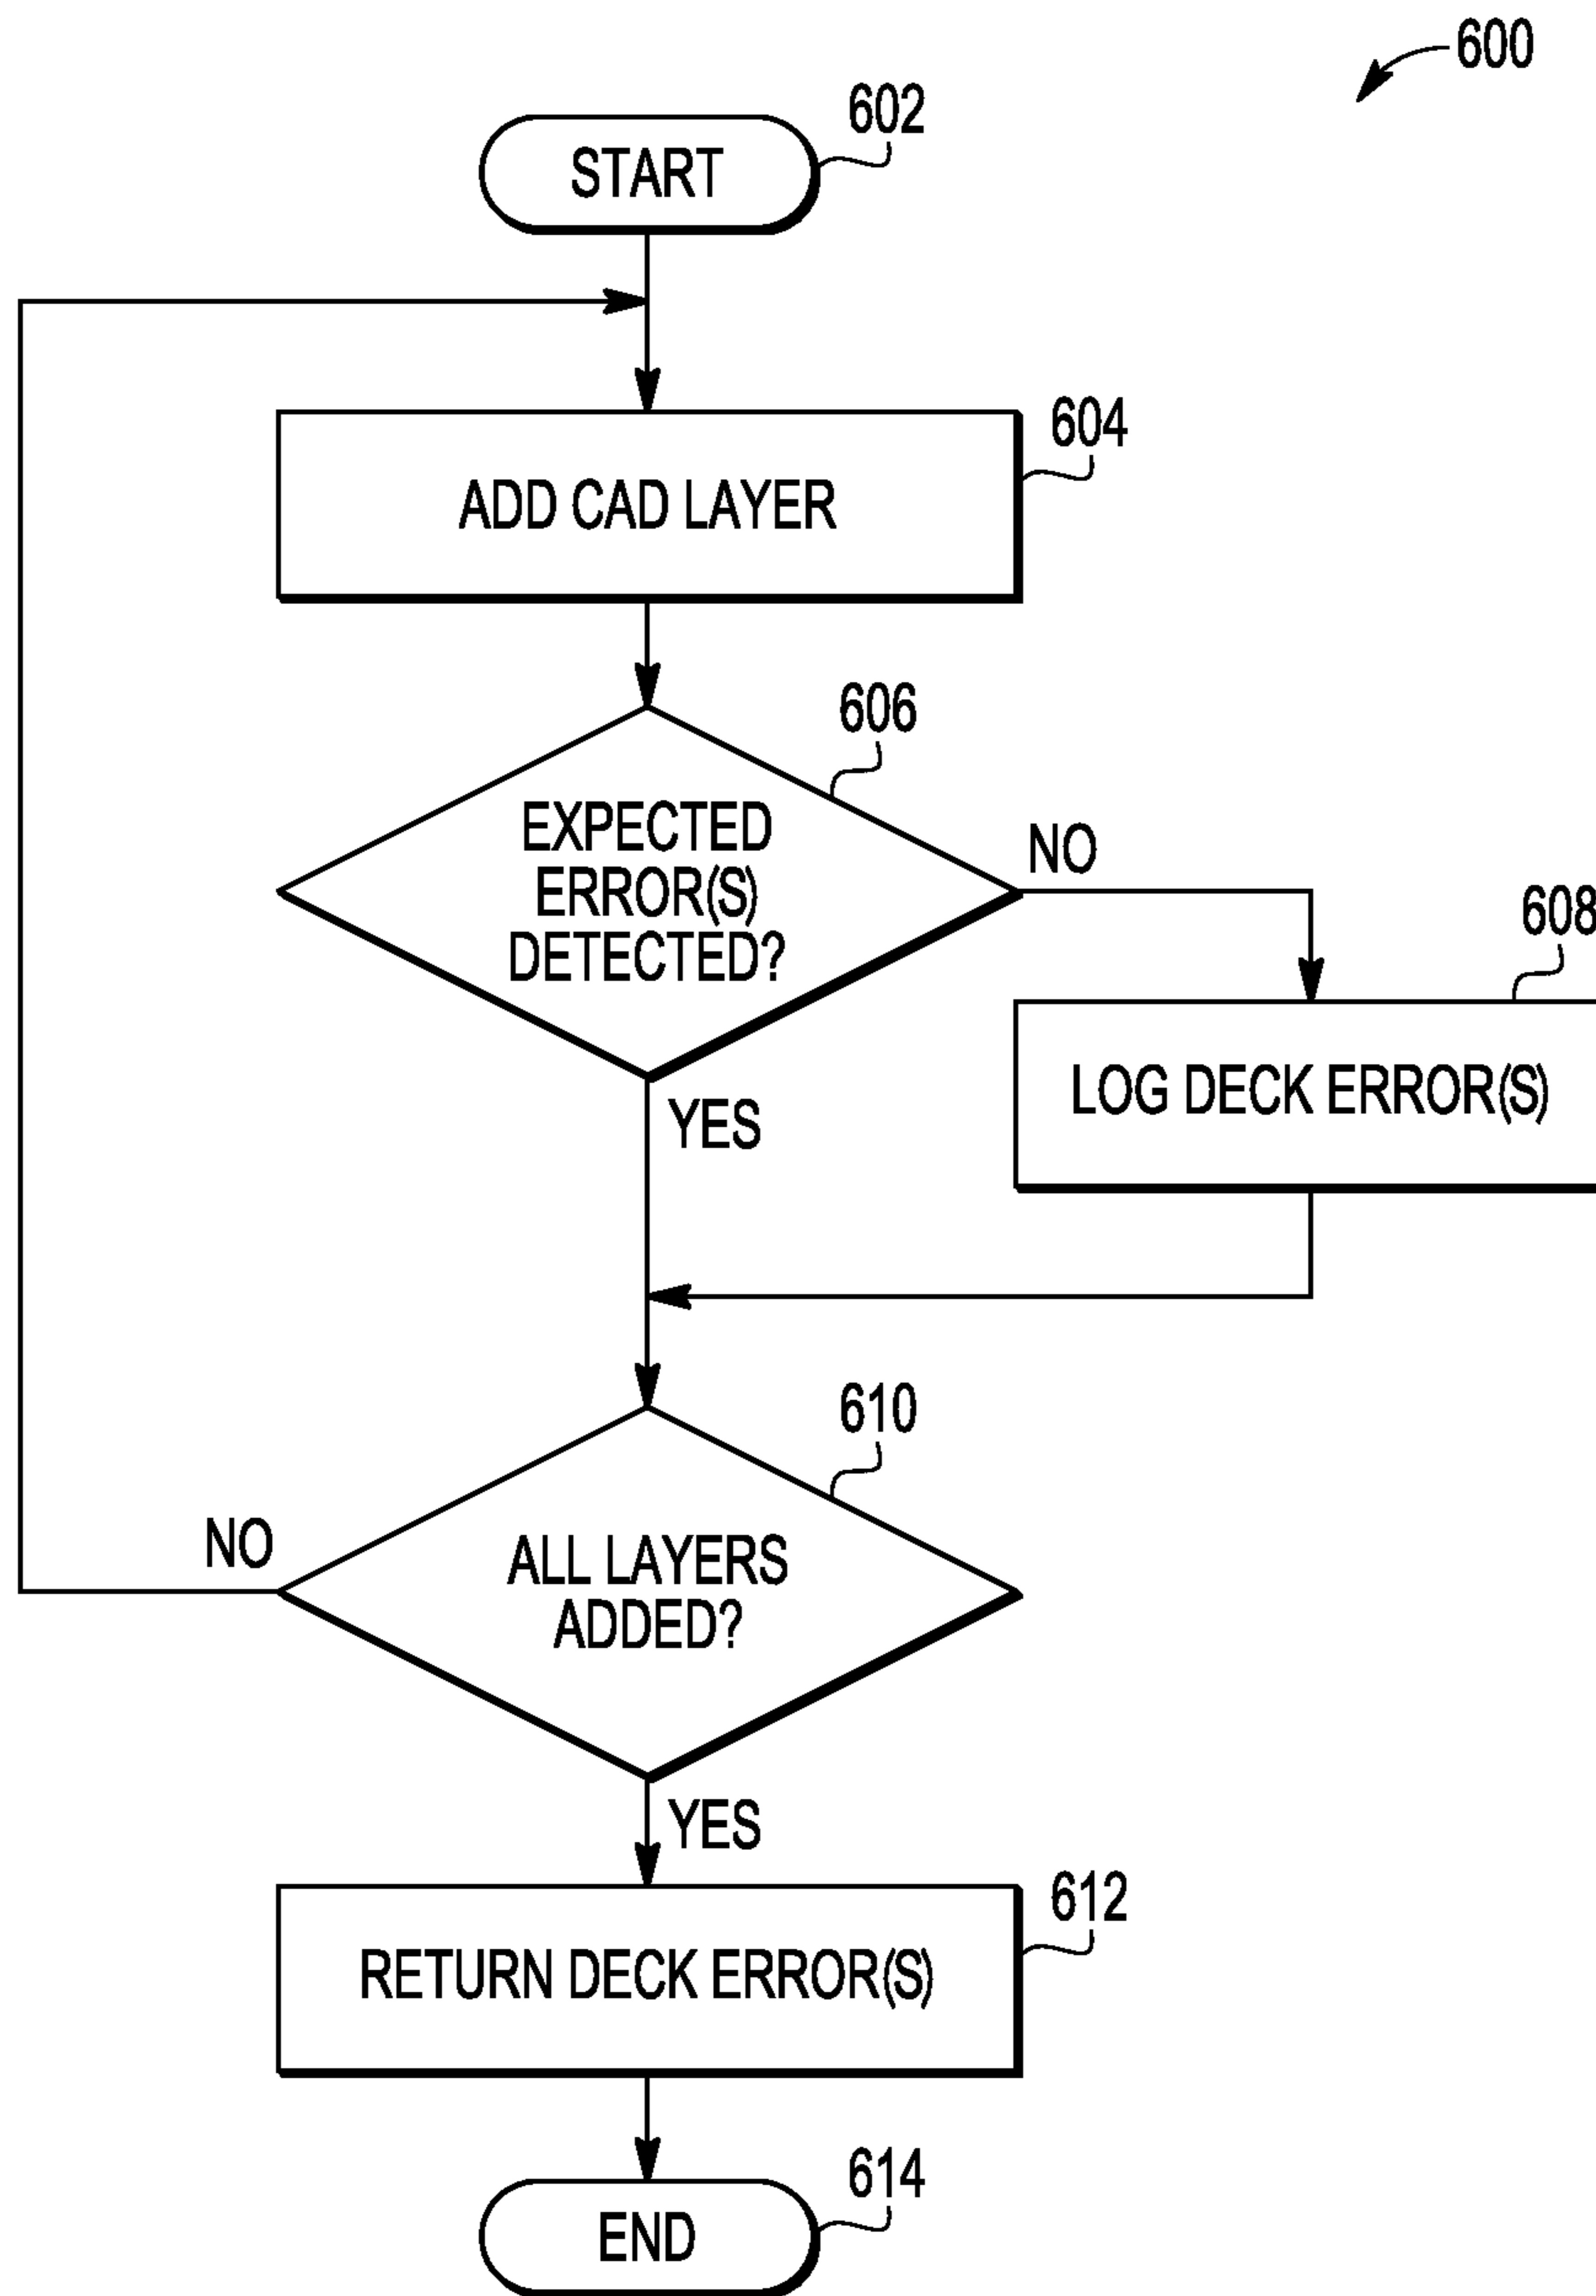 600
602
START
604
ADD CAD LAYER
606
EXPECTED
ERROR(S)
DETECTED?
NO
608
LOG DECK ERROR(S)
YES
610
NO
ALL LAYERS
ADDED?
YES
612
RETURN DECK ERROR(S)
614
END